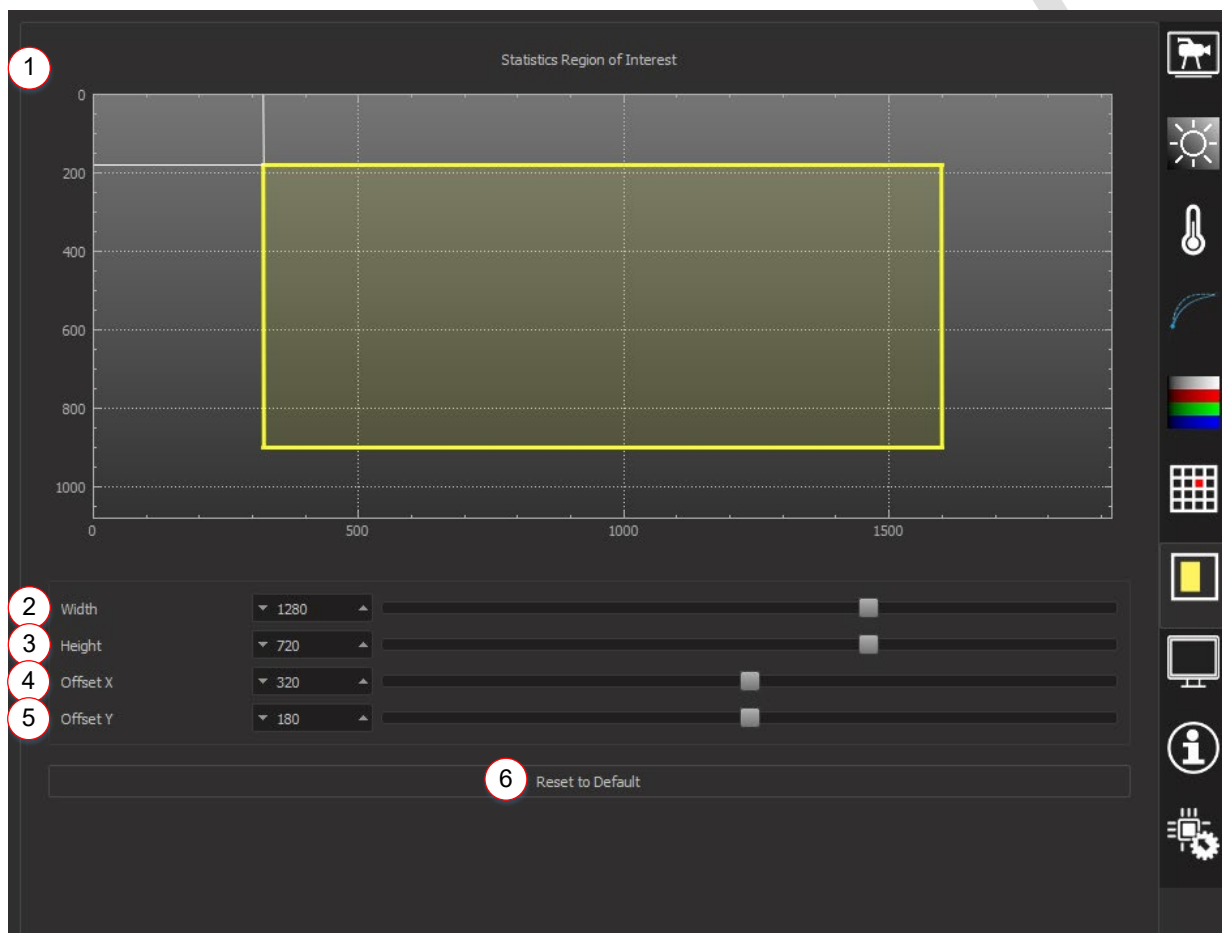 1
Statistics Region of Interest
0
200
400
600
800
1000
0 500 1000 1500
2 Width 1280
3 Height 720
4 Offset X 320
5 Offset Y 180
6 Reset to Default